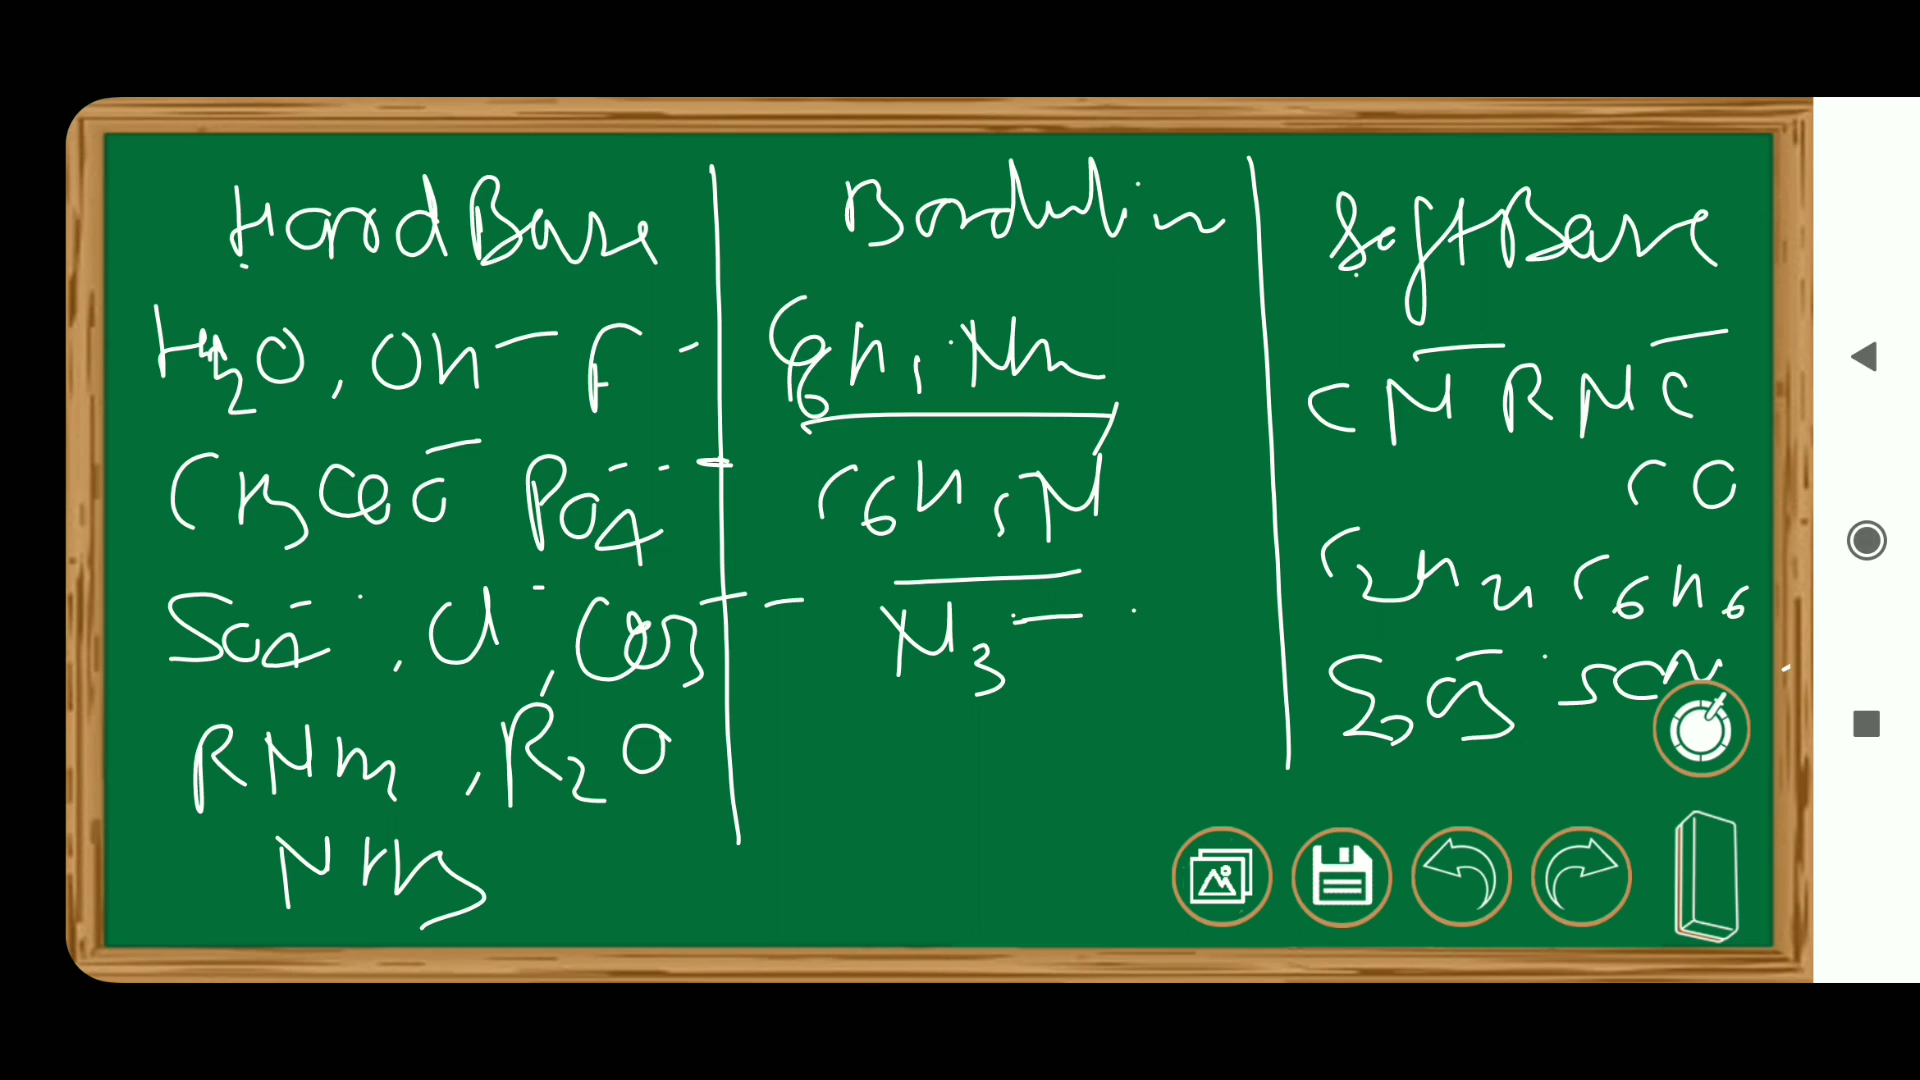 Hard Base
H2O, OH⁻ F⁻
CH3COO⁻ PO4
SO4⁻, Cl⁻, CO3⁻⁻
RNH2, R2O
NH3
Borderlin
C6H5NH2
C6H5N
N3⁻
Soft Base
CN⁻ RNC⁻
CO
C2H4 C6H6
S2O3⁻ SCN